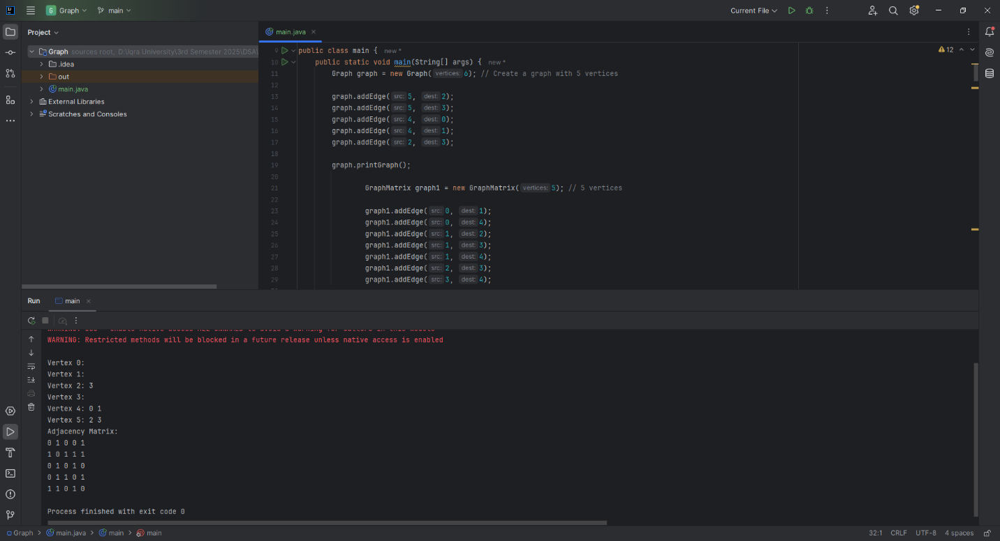 Graph
main
Current File
Project
main.java
Graph sources root, D:\Iqra University\3rd Semester 2025\DSA\
.idea
out
main.java
External Libraries
Scratches and Consoles
12
9 public class main { new *
10 public static void main(String[] args) { new *
11 Graph graph = new Graph( vertices: 6); // Create a graph with 5 vertices
12
13 graph.addEdge( src: 5, dest: 2);
14 graph.addEdge( src: 5, dest: 3);
15 graph.addEdge( src: 4, dest: 0);
16 graph.addEdge( src: 4, dest: 1);
17 graph.addEdge( src: 2, dest: 3);
18
19 graph.printGraph();
20
21 GraphMatrix graph1 = new GraphMatrix( vertices: 5); // 5 vertices
22
23 graph1.addEdge( src: 0, dest: 1);
24 graph1.addEdge( src: 0, dest: 4);
25 graph1.addEdge( src: 1, dest: 2);
26 graph1.addEdge( src: 1, dest: 3);
27 graph1.addEdge( src: 1, dest: 4);
28 graph1.addEdge( src: 2, dest: 3);
29 graph1.addEdge( src: 3, dest: 4);
Run main
WARNING: Restricted methods will be blocked in a future release unless native access is enabled
Vertex 0:
Vertex 1:
Vertex 2: 3
Vertex 3:
Vertex 4: 0 1
Vertex 5: 2 3
Adjacency Matrix:
0 1 0 0 1
1 0 1 1 1
0 1 0 1 0
0 1 1 0 1
1 1 0 1 0
Process finished with exit code 0
Graph > main.java > main > main
32:1 CRLF UTF-8 4 spaces